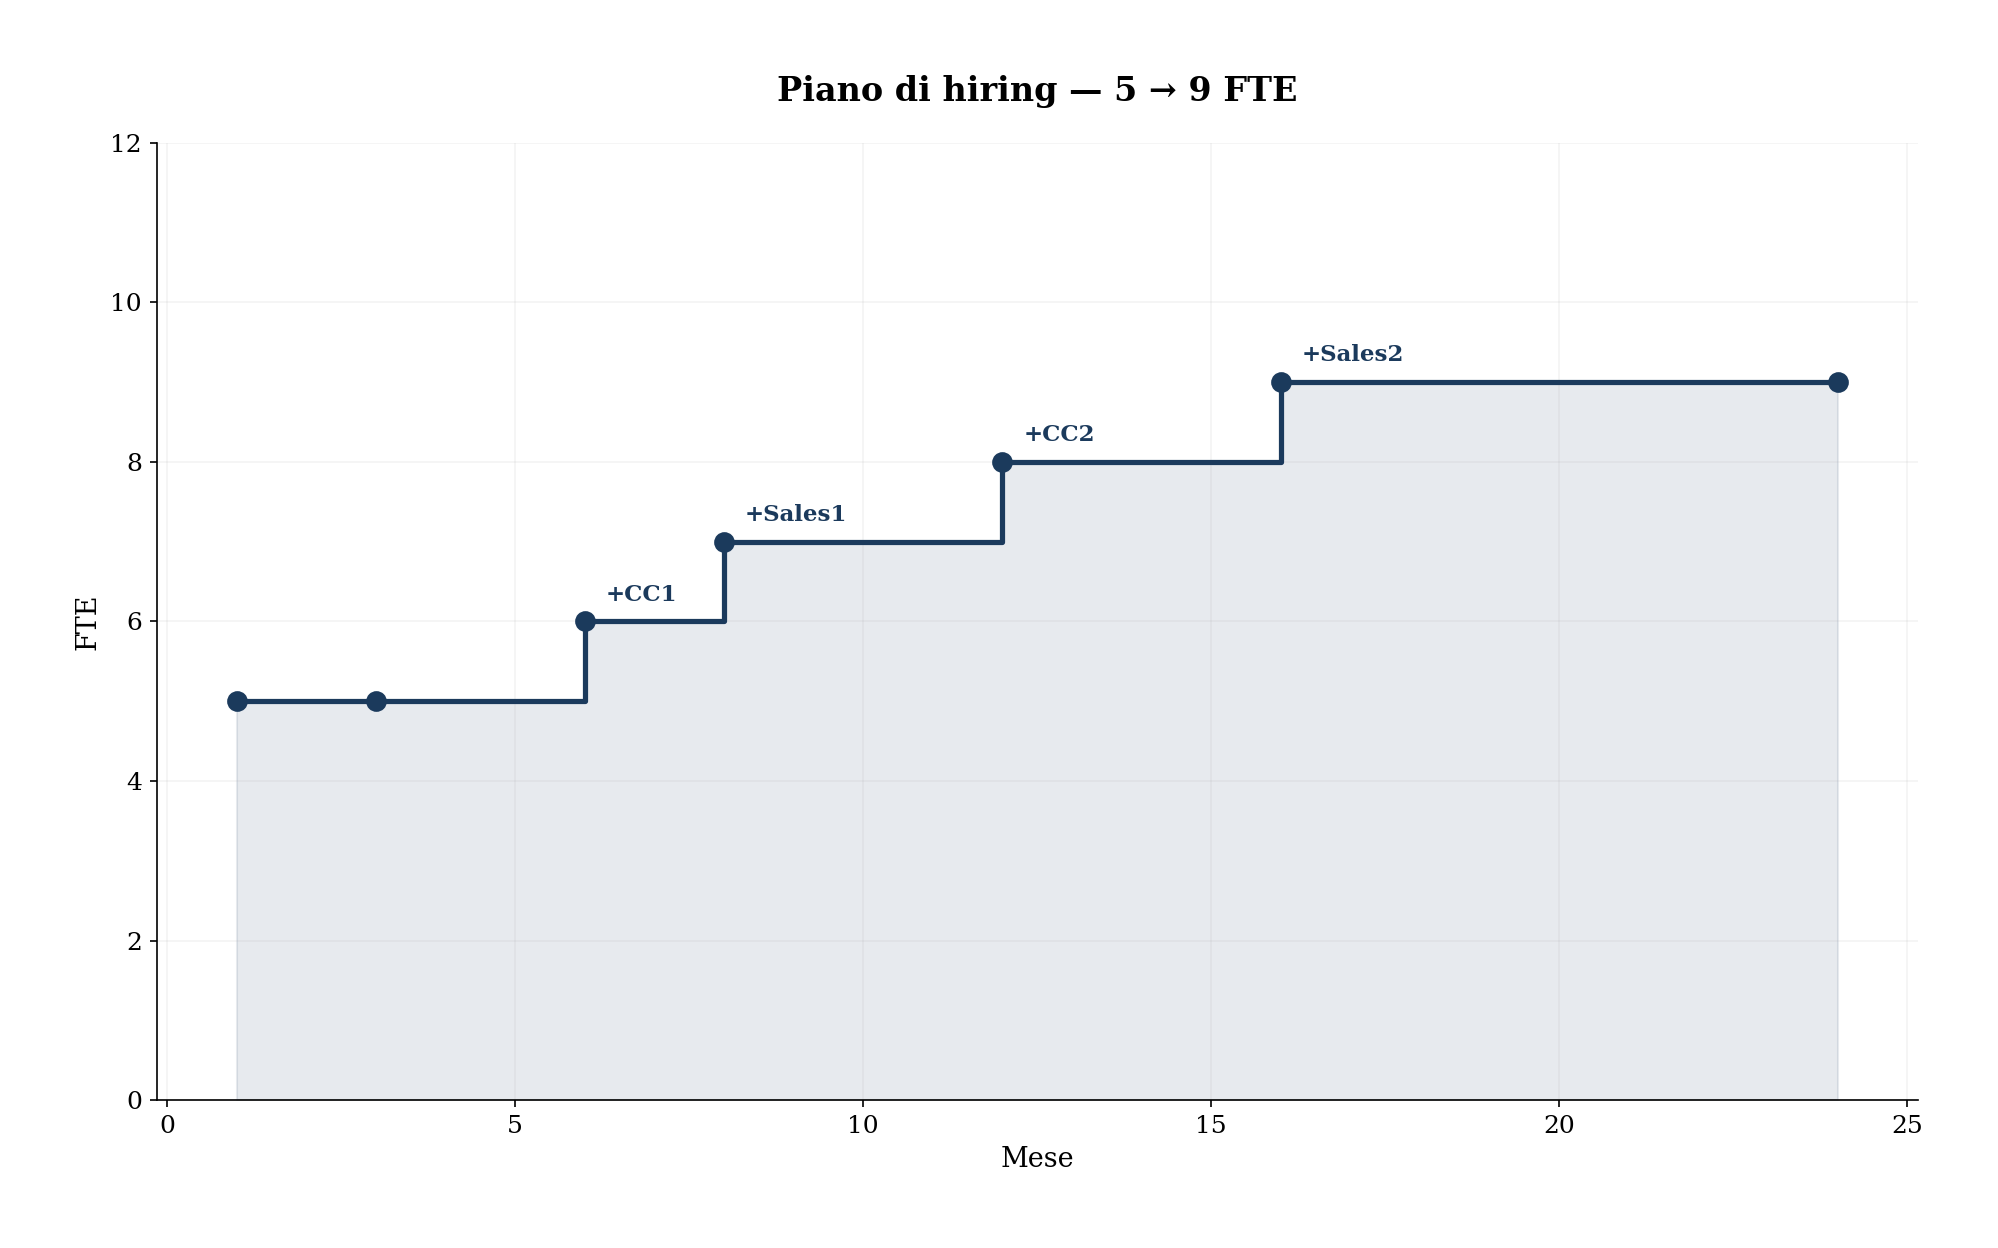 Piano di hiring — 5 → 9 FTE
12
10
8
6
4
2
0
FTE
+Sales2
+CC2
+Sales1
+CC1
0 5 10 15 20 25
Mese